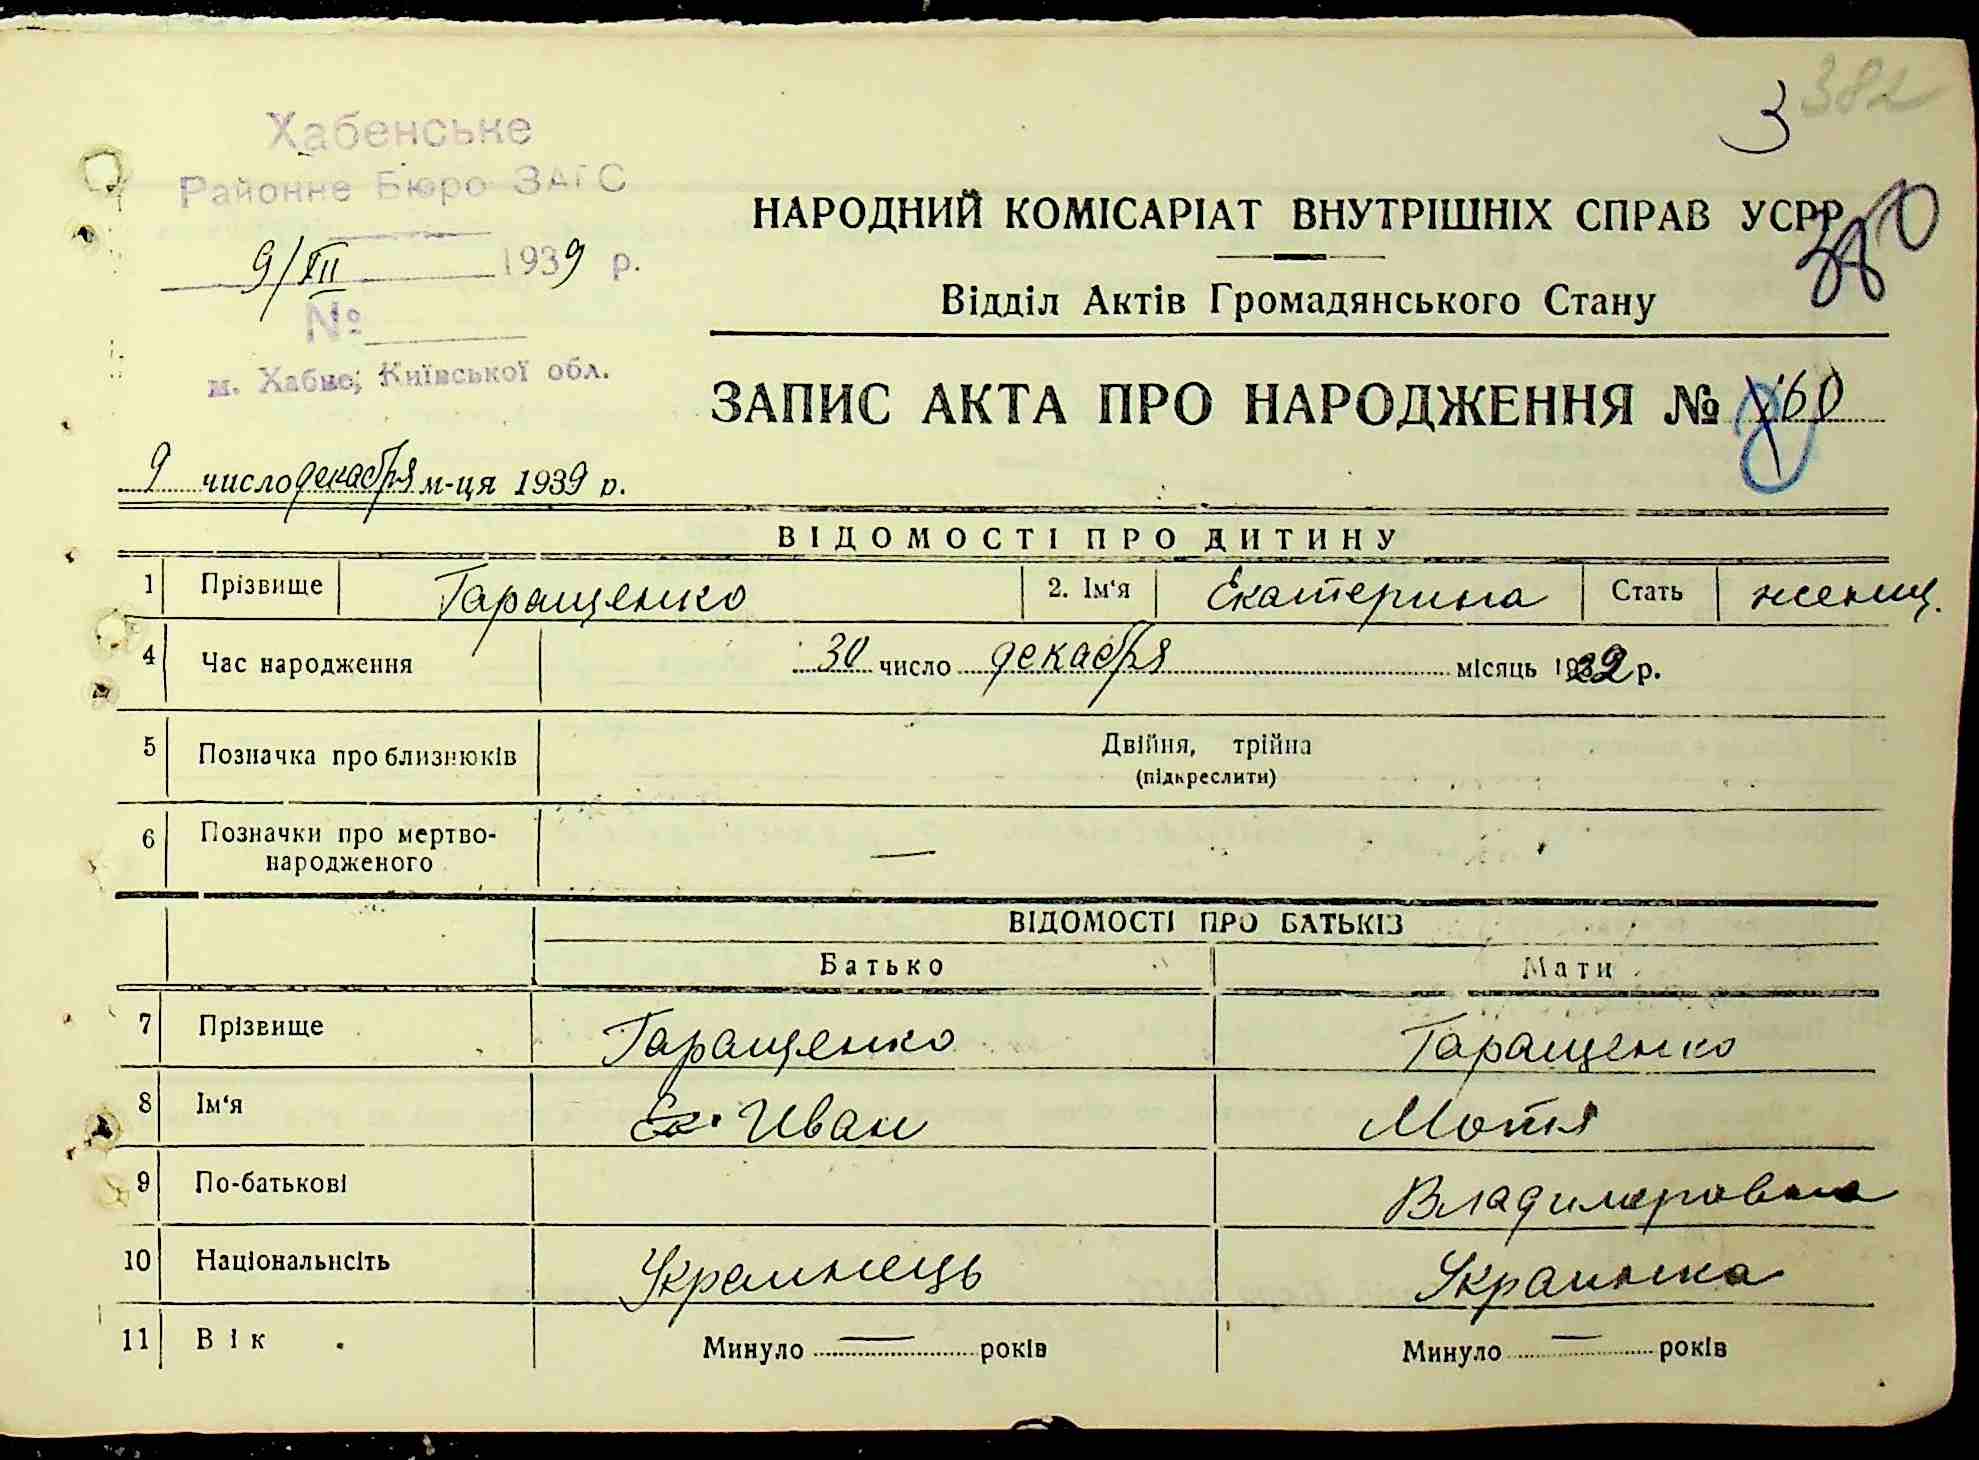 3 382
Хабенське
Районне Бюро ЗАГС
9/XII 1939 р.
№
м. Хабне, Київської обл.
НАРОДНИЙ КОМІСАРІАТ ВНУТРІШНІХ СПРАВ УСРР
380
Відділ Актів Громадянського Стану
ЗАПИС АКТА ПРО НАРОДЖЕННЯ №
9 число декабря м-ця 1939 р.
ВІДОМОСТІ ПРО ДИТИНУ
1 Прізвище Таращенко 2. Ім'я Екатерина Стать женщ.
4 Час народження 30 число декабря місяць р.
5 Позначка про близнюків Двійня, трійна
(підкреслити)
6 Позначки про мертво-
народженого —
ВІДОМОСТІ ПРО БАТЬКІВ
Батько Мати
7 Прізвище Таращенко Таращенко
8 Ім'я Иван Мотя
9 По-батькові Владимировна
10 Національнсіть Украинець Украинка
11 Вік Минуло — років Минуло — років